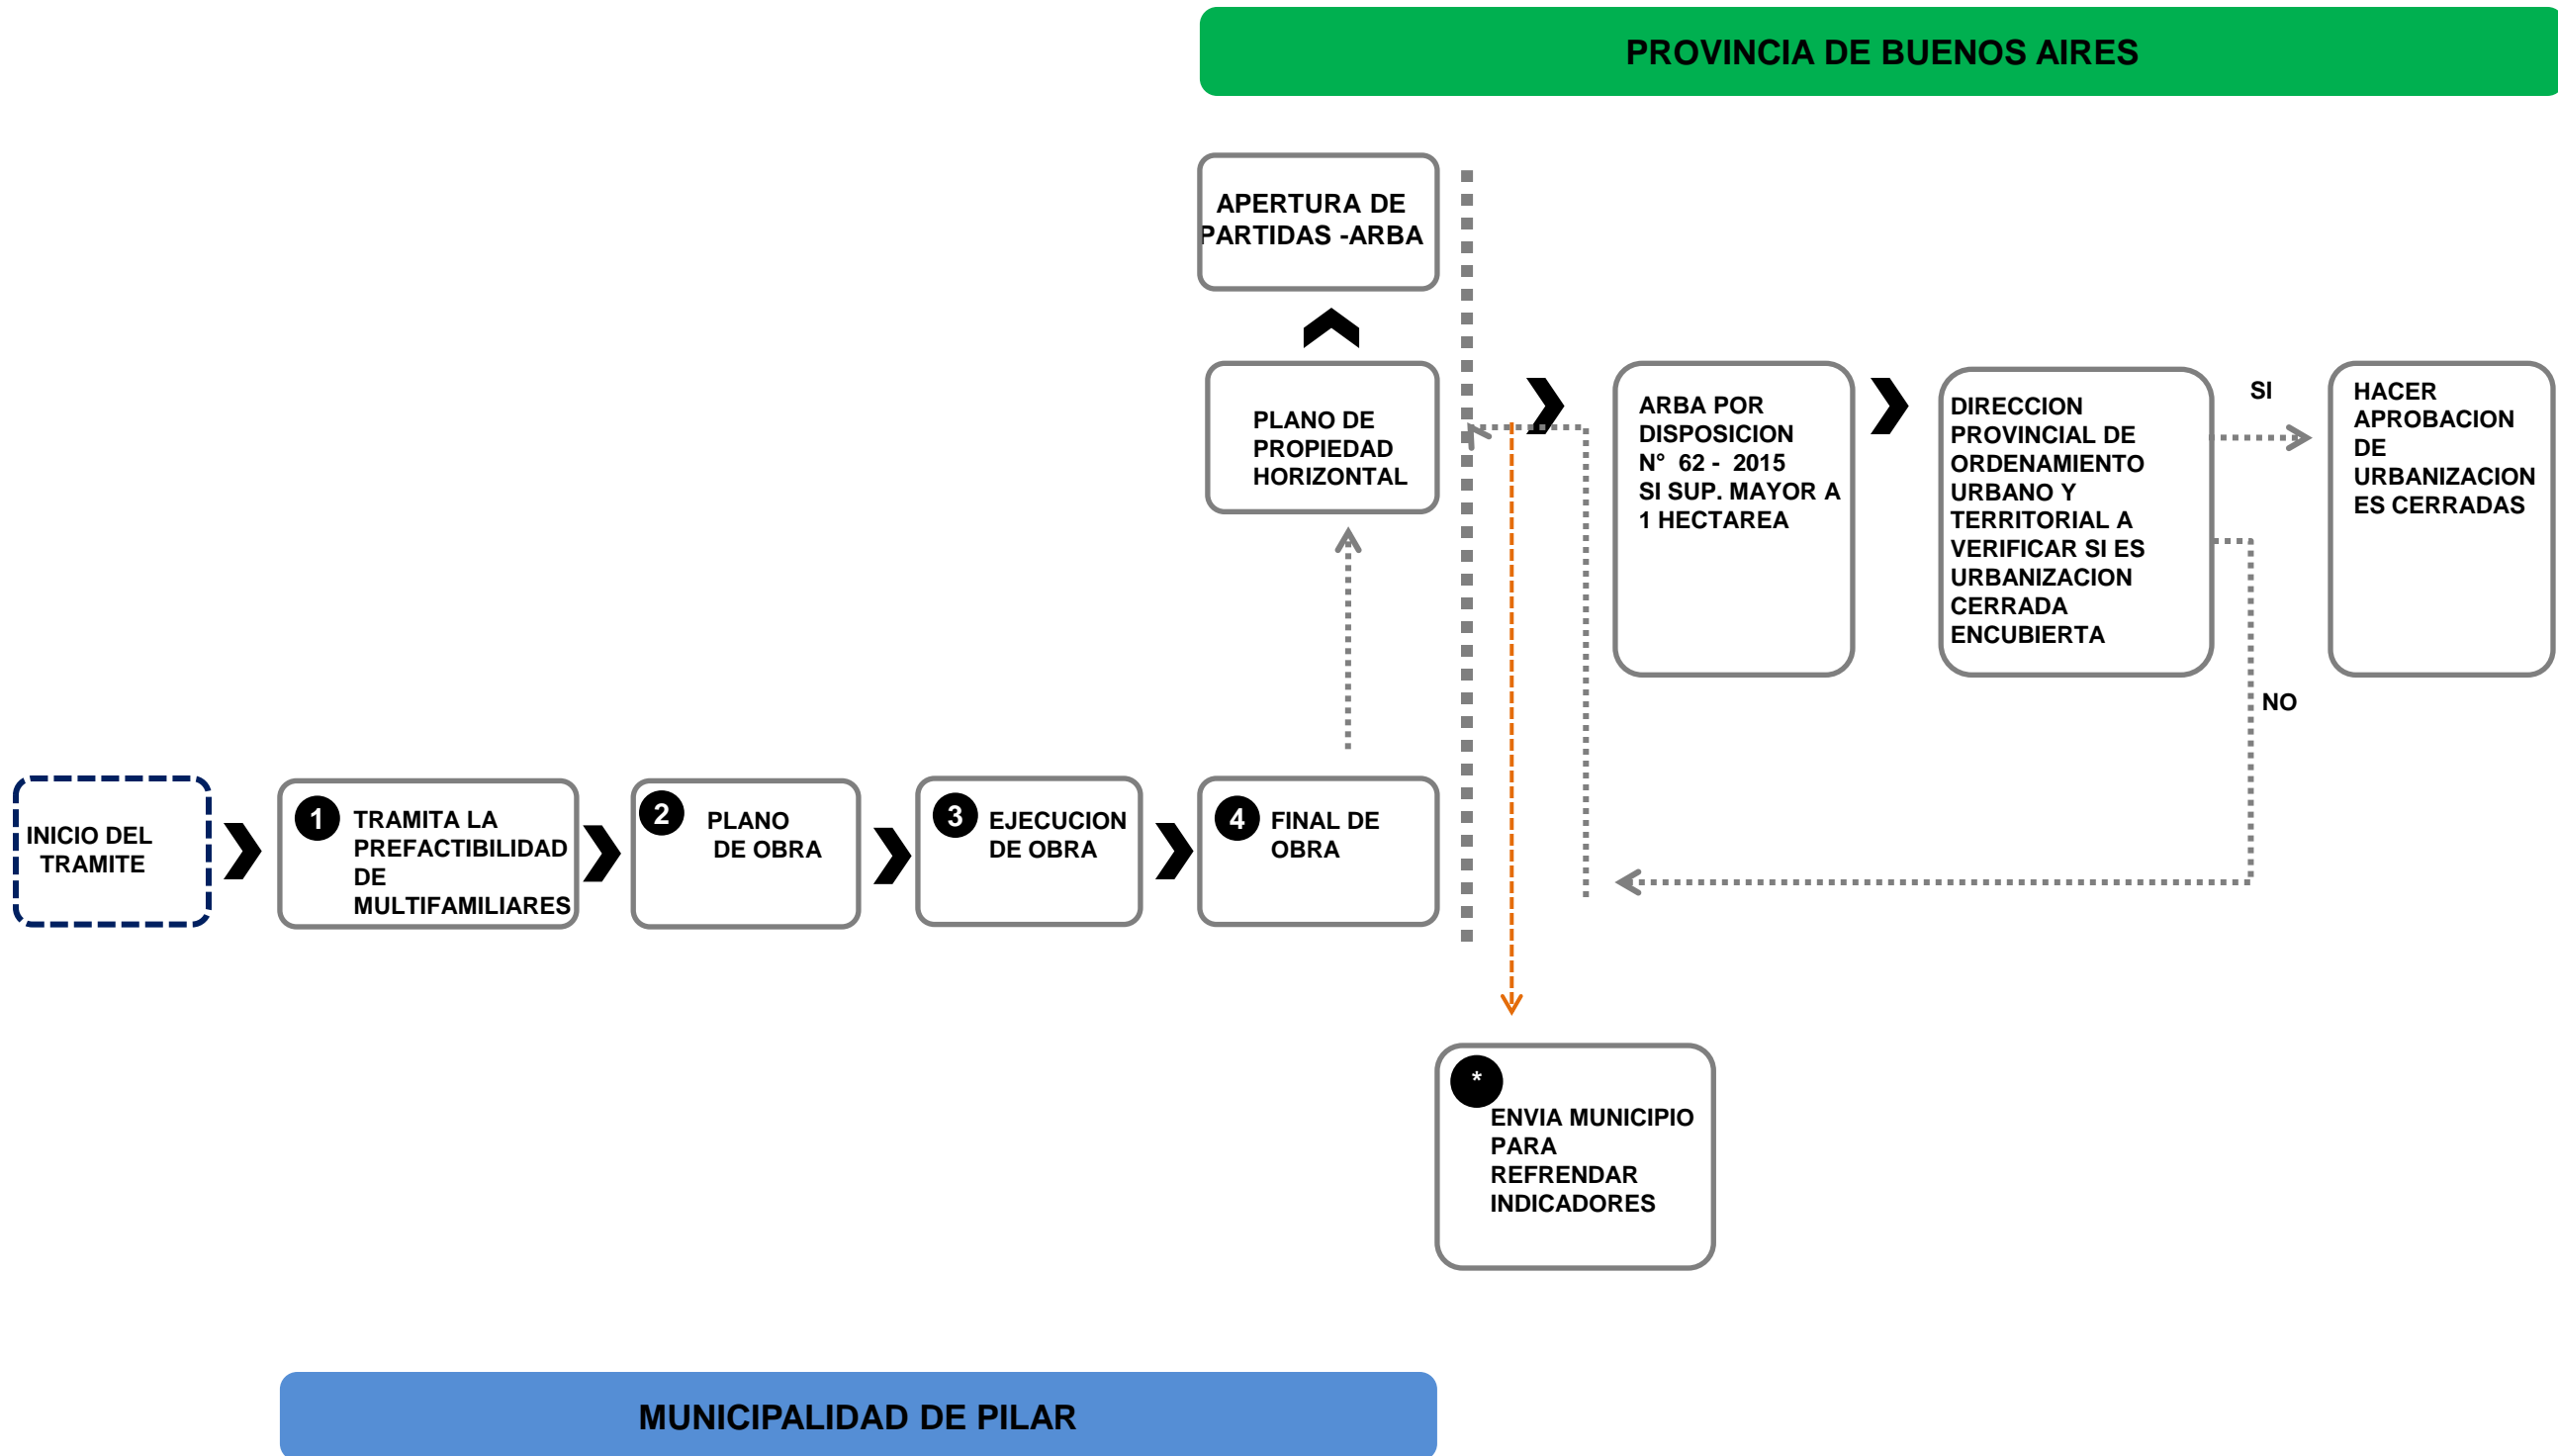 PROVINCIA DE BUENOS AIRES
APERTURA DE
PARTIDAS -ARBA
PLANO DE
PROPIEDAD
HORIZONTAL
ARBA POR
DISPOSICION
N° 62 - 2015
SI SUP. MAYOR A
1 HECTAREA
DIRECCION
PROVINCIAL DE
ORDENAMIENTO
URBANO Y
TERRITORIAL A
VERIFICAR SI ES
URBANIZACION
CERRADA
ENCUBIERTA
SI
HACER
APROBACION
DE
URBANIZACION
ES CERRADAS
NO
INICIO DEL
TRAMITE
1
TRAMITA LA
PREFACTIBILIDAD
DE
MULTIFAMILIARES
2
PLANO
DE OBRA
3
EJECUCION
DE OBRA
4
FINAL DE
OBRA
*
ENVIA MUNICIPIO
PARA
REFRENDAR
INDICADORES
MUNICIPALIDAD DE PILAR